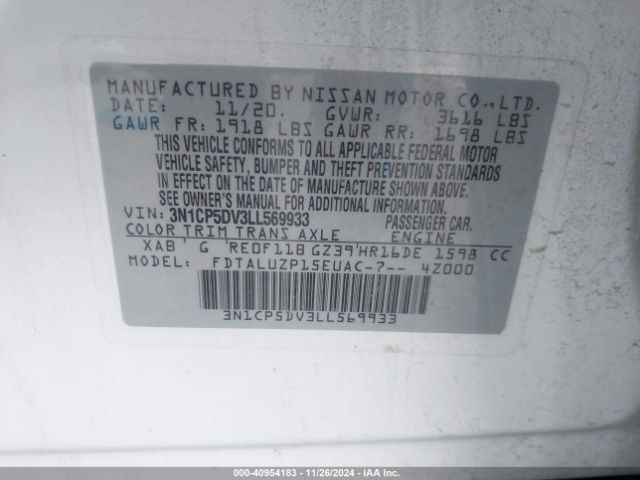 MANUFACTURED BY NISSAN MOTOR CO., LTD.
DATE: 11/20. GVWR: 3616 LBS
GAWR FR: 1918 LBS GAWR RR: 1698 LBS
THIS VEHICLE CONFORMS TO ALL APPLICABLE FEDERAL MOTOR
VEHICLE SAFETY, BUMPER AND THEFT PREVENTION STANDARDS
IN EFFECT ON THE DATE OF MANUFACTURE SHOWN ABOVE.
SEE OWNER'S MANUAL FOR ADDITIONAL INFORMATION.
VIN: 3N1CP5DV3LL569933 PASSENGER CAR.
COLOR TRIM TRANS AXLE ENGINE
XAB G RE0F11B GZ39 HR16DE 1598 CC
MODEL FDTALUZP15EUAC-7-- 4Z000
3N1CP5DV3LL569933
000-40954183 - 11/26/2024 - IAA Inc.